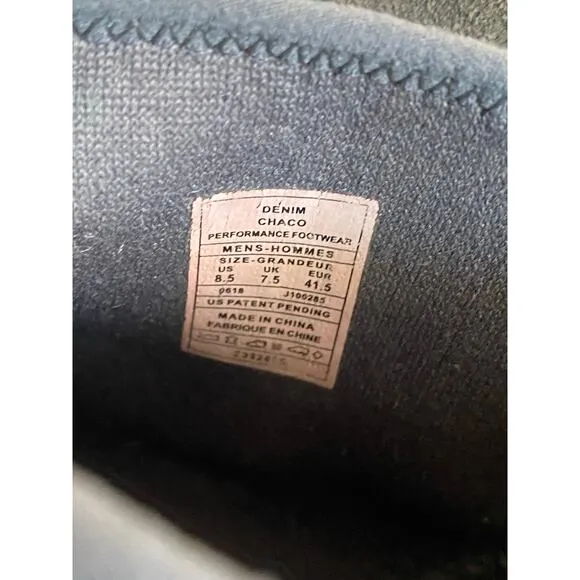 DENIM
CHACO
PERFORMANCE FOOTWEAR
MENS-HOMMES
SIZE-GRANDEUR
US UK EUR
8.5 7.5 41.5
0618 J106285
US PATENT PENDING
MADE IN CHINA
FABRIQUE EN CHINE